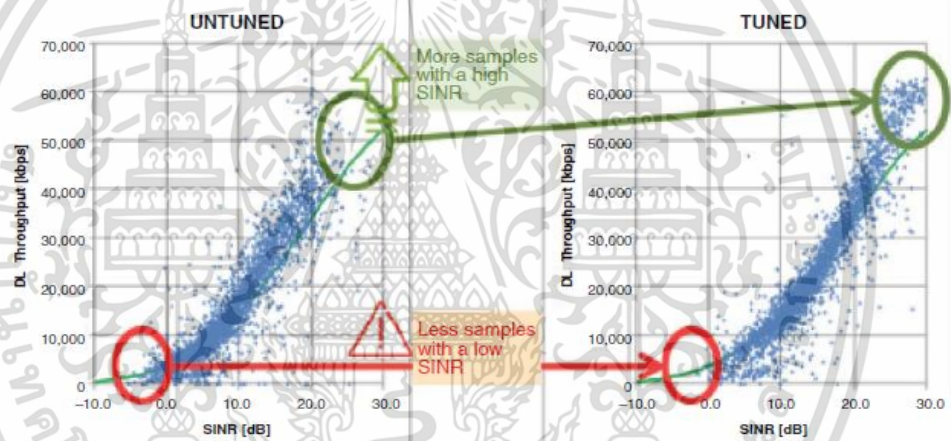 UNTUNED
TUNED
More samples
with a high
SINR
Less samples
with a low
SINR
DL Throughput [kbps]
70,000
60,000
50,000
40,000
30,000
20,000
10,000
0
–10.0 0.0 10.0 20.0 30.0
SINR [dB]
DL Throughput [kbps]
70,000
60,000
50,000
40,000
30,000
20,000
10,000
0
–10.0 0.0 10.0 20.0 30.0
SINR [dB]